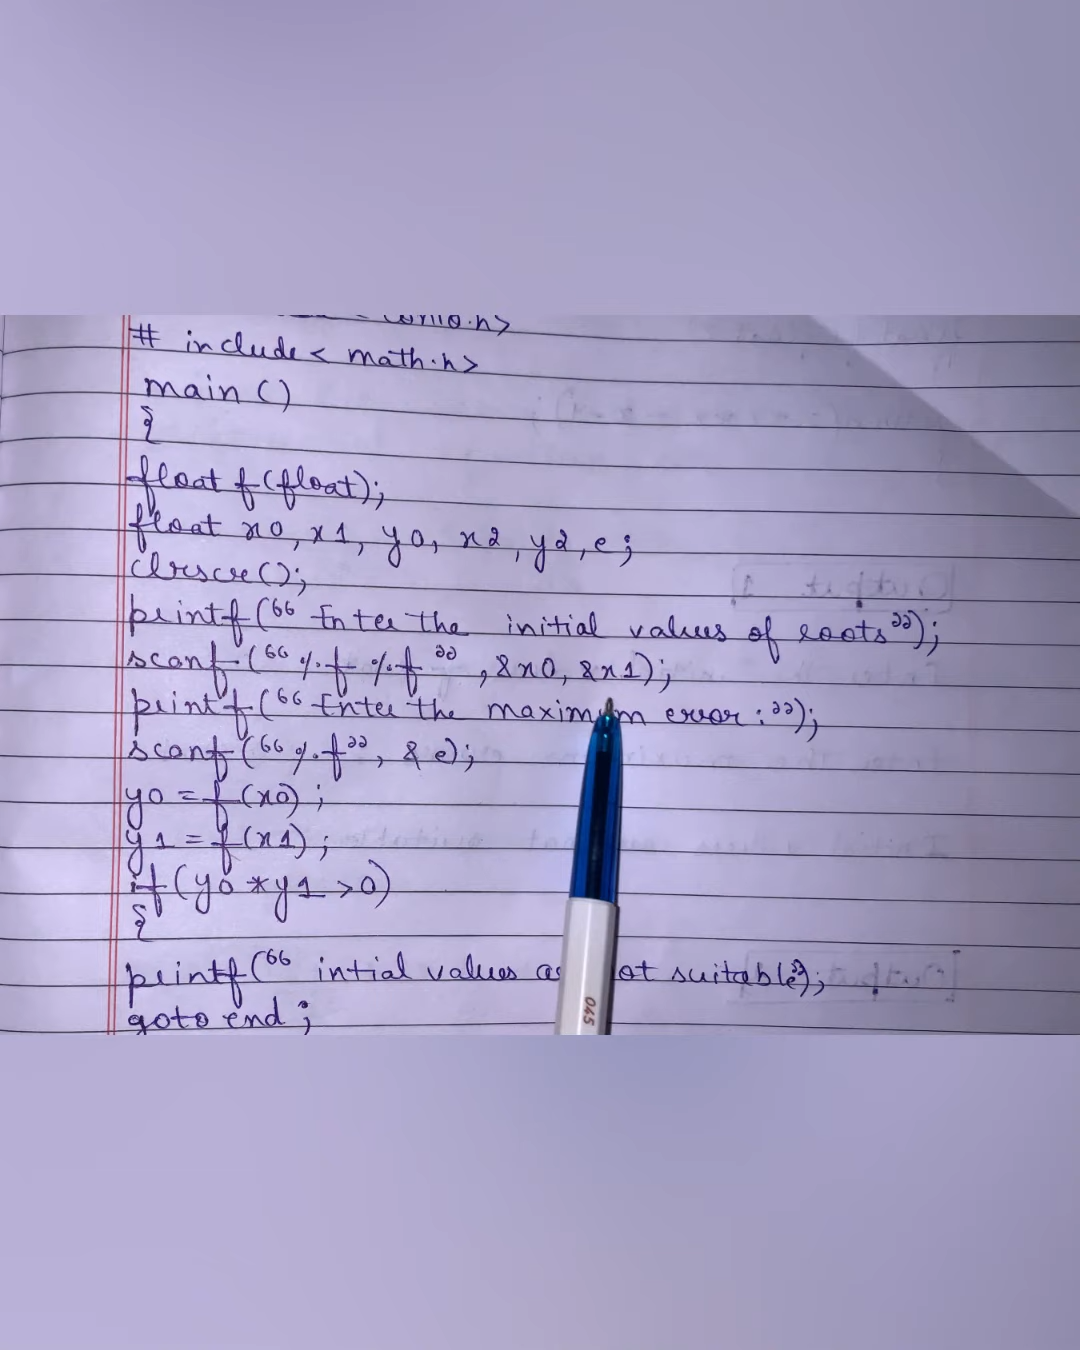 # include < math.h>
main ()
{
float f (float);
float x0, x1, y0, x2, y2, e;
clrscr();
printf(“ Enter the initial values of roots”);
scanf(“ %f %f ”, &x0, &x1);
printf(“ Enter the maximum error:”);
scanf(“%f”, & e);
y0 = f (x0) ;
y1 = f (x1) ;
if (y0 * y1 > 0)
{
printf(“ intial values suitable”);
goto end ;
045